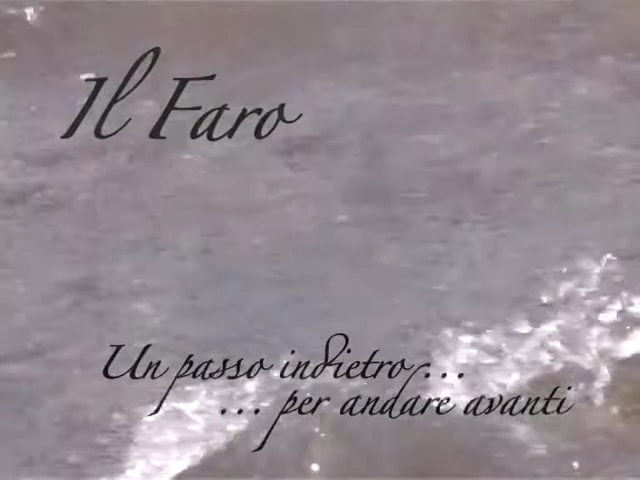 Il Faro
Un passo indietro...
... per andare avanti